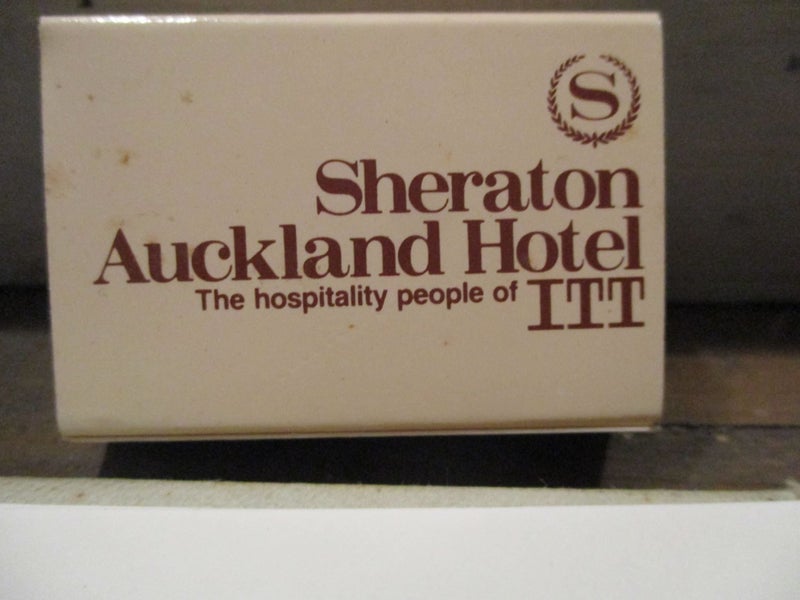 S
Sheraton
Auckland Hotel
The hospitality people of ITT